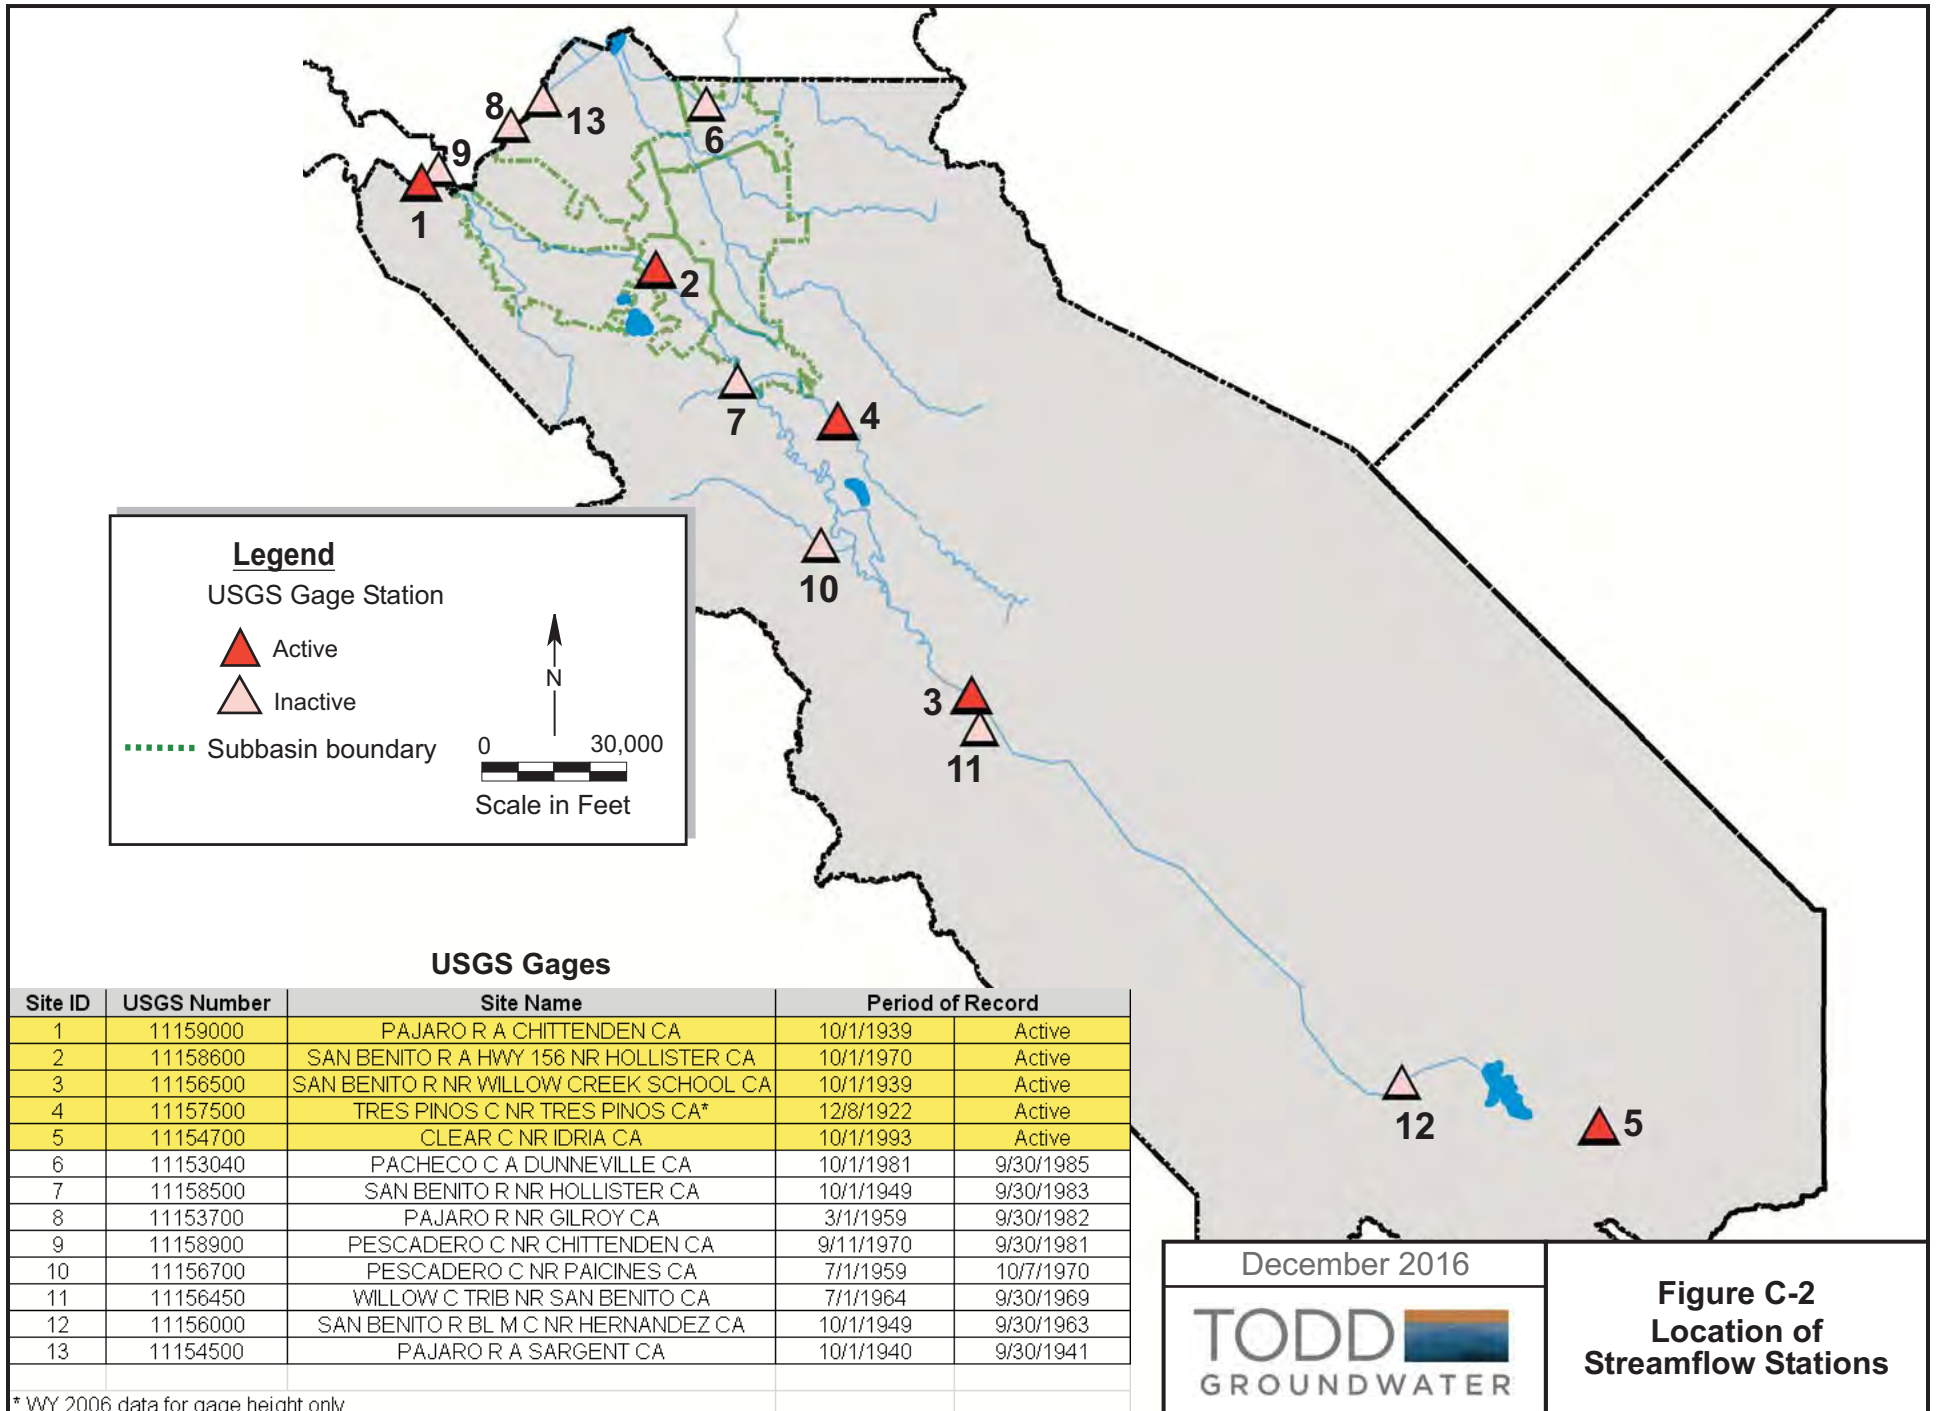 8
13
6
9
1
2
7
4
10
3
11
12
5
Legend
USGS Gage Station
Active
Inactive
Subbasin boundary
N
0 30,000
Scale in Feet
USGS Gages
Site ID USGS Number Site Name Period of Record
1 11159000 PAJARO R A CHITTENDEN CA 10/1/1939 Active
2 11158600 SAN BENITO R A HWY 156 NR HOLLISTER CA 10/1/1970 Active
3 11156500 SAN BENITO R NR WILLOW CREEK SCHOOL CA 10/1/1939 Active
4 11157500 TRES PINOS C NR TRES PINOS CA* 12/8/1922 Active
5 11154700 CLEAR C NR IDRIA CA 10/1/1993 Active
6 11153040 PACHECO C A DUNNEVILLE CA 10/1/1981 9/30/1985
7 11158500 SAN BENITO R NR HOLLISTER CA 10/1/1949 9/30/1983
8 11153700 PAJARO R NR GILROY CA 3/1/1959 9/30/1982
9 11158900 PESCADERO C NR CHITTENDEN CA 9/11/1970 9/30/1981
10 11156700 PESCADERO C NR PAICINES CA 7/1/1959 10/7/1970
11 11156450 WILLOW C TRIB NR SAN BENITO CA 7/1/1964 9/30/1969
12 11156000 SAN BENITO R BL M C NR HERNANDEZ CA 10/1/1949 9/30/1963
13 11154500 PAJARO R A SARGENT CA 10/1/1940 9/30/1941
* WY 2006 data for gage height only
December 2016
TODD
GROUNDWATER
Figure C-2
Location of
Streamflow Stations